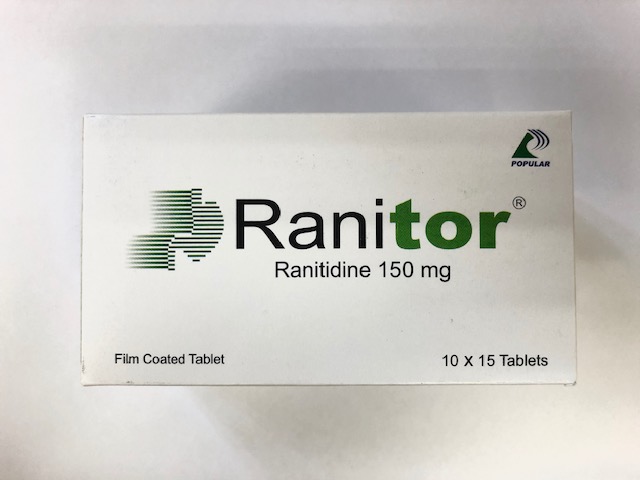 POPULAR
Ranitor®
Ranitidine 150 mg
Film Coated Tablet
10 x 15 Tablets